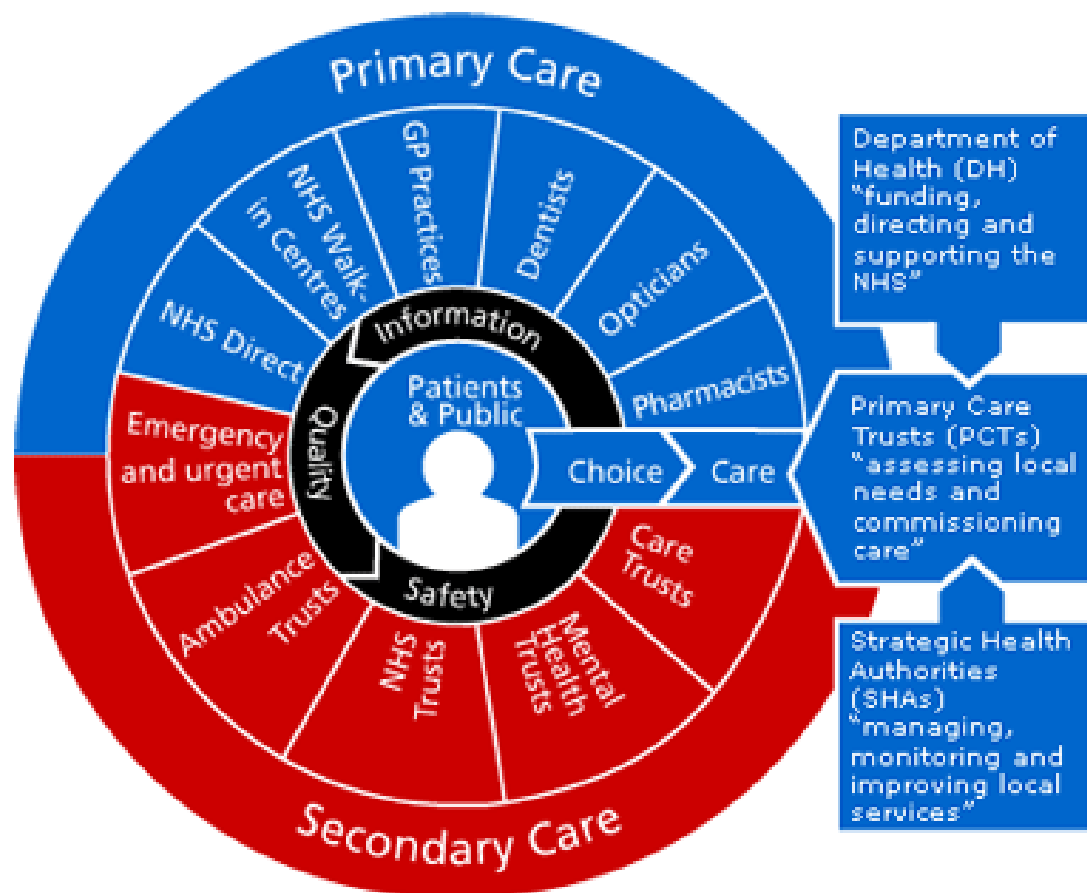 Primary Care
NHS Direct
NHS Walk-
in Centres
GP Practices
Dentists
Opticians
Pharmacists
Information
Quality
Safety
Patients
& Public
Choice
Care
Emergency
and urgent
care
Ambulance
Trusts
NHS
Trusts
Mental
Health
Trusts
Care
Trusts
Secondary Care
Department of
Health (DH)
"funding,
directing and
supporting the
NHS"
Primary Care
Trusts (PCTs)
"assessing local
needs and
commissioning
care"
Strategic Health
Authorities
(SHAs)
"managing,
monitoring and
improving local
services"